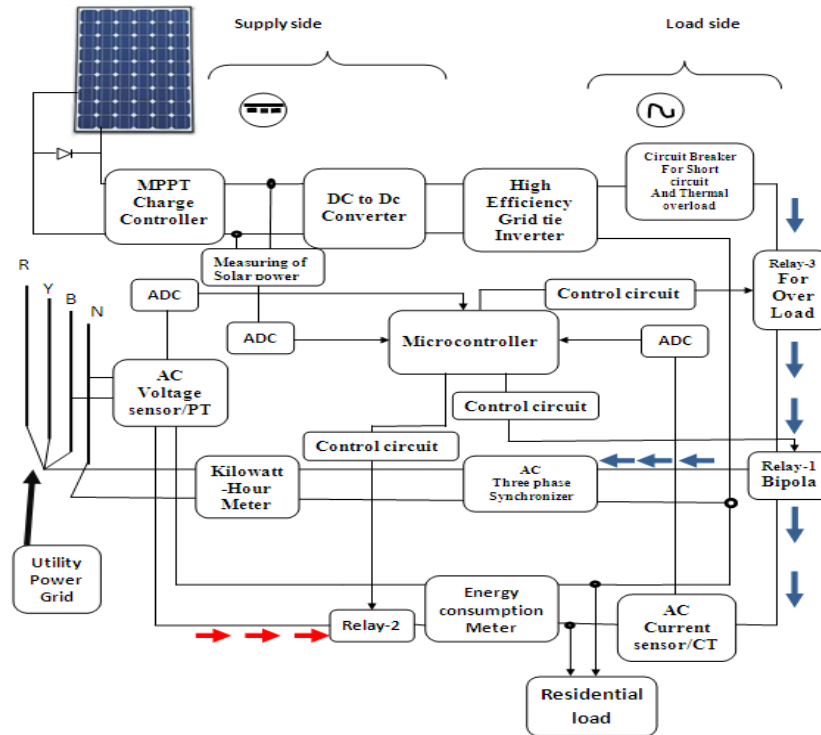 Supply side
Load side
MPPT
Charge
Controller
DC to Dc
Converter
High
Efficiency
Grid tie
Inverter
Circuit Breaker
For Short
circuit
And Thermal
overload
Measuring of
Solar power
R
Y
B
N
ADC
ADC
Microcontroller
Control circuit
ADC
Relay-3
For
Over
Load
AC
Voltage
sensor/PT
Control circuit
Control circuit
Kilowatt
-Hour
Meter
AC
Three phase
Synchronizer
Relay-1
Bipola
Utility
Power
Grid
Relay-2
Energy
consumption
Meter
AC
Current
sensor/CT
Residential
load